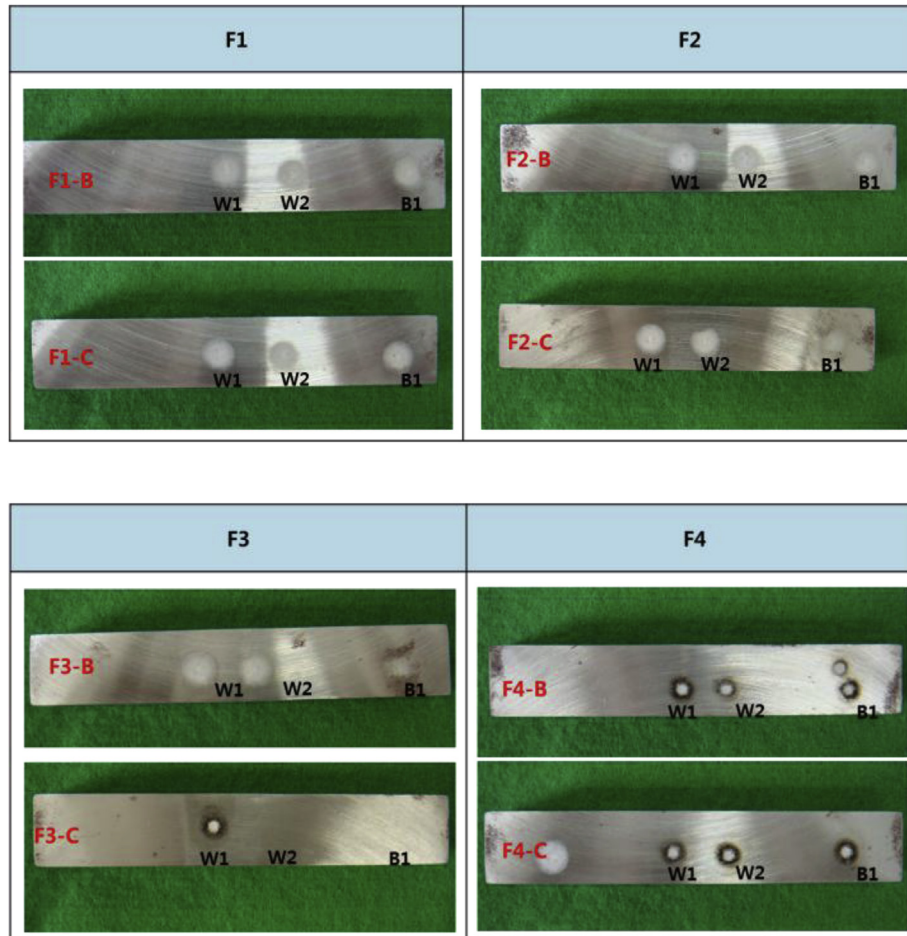 F1
F2
F1-B
W1 W2 B1
F2-B
W1 W2 B1
F1-C
W1 W2 B1
F2-C
W1 W2 B1
F3
F4
F3-B
W1 W2 B1
F4-B
W1 W2 B1
F3-C
W1 W2 B1
F4-C
W1 W2 B1